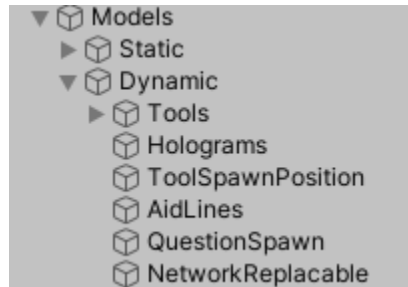 Models
Static
Dynamic
Tools
Holograms
ToolSpawnPosition
AidLines
QuestionSpawn
NetworkReplacable